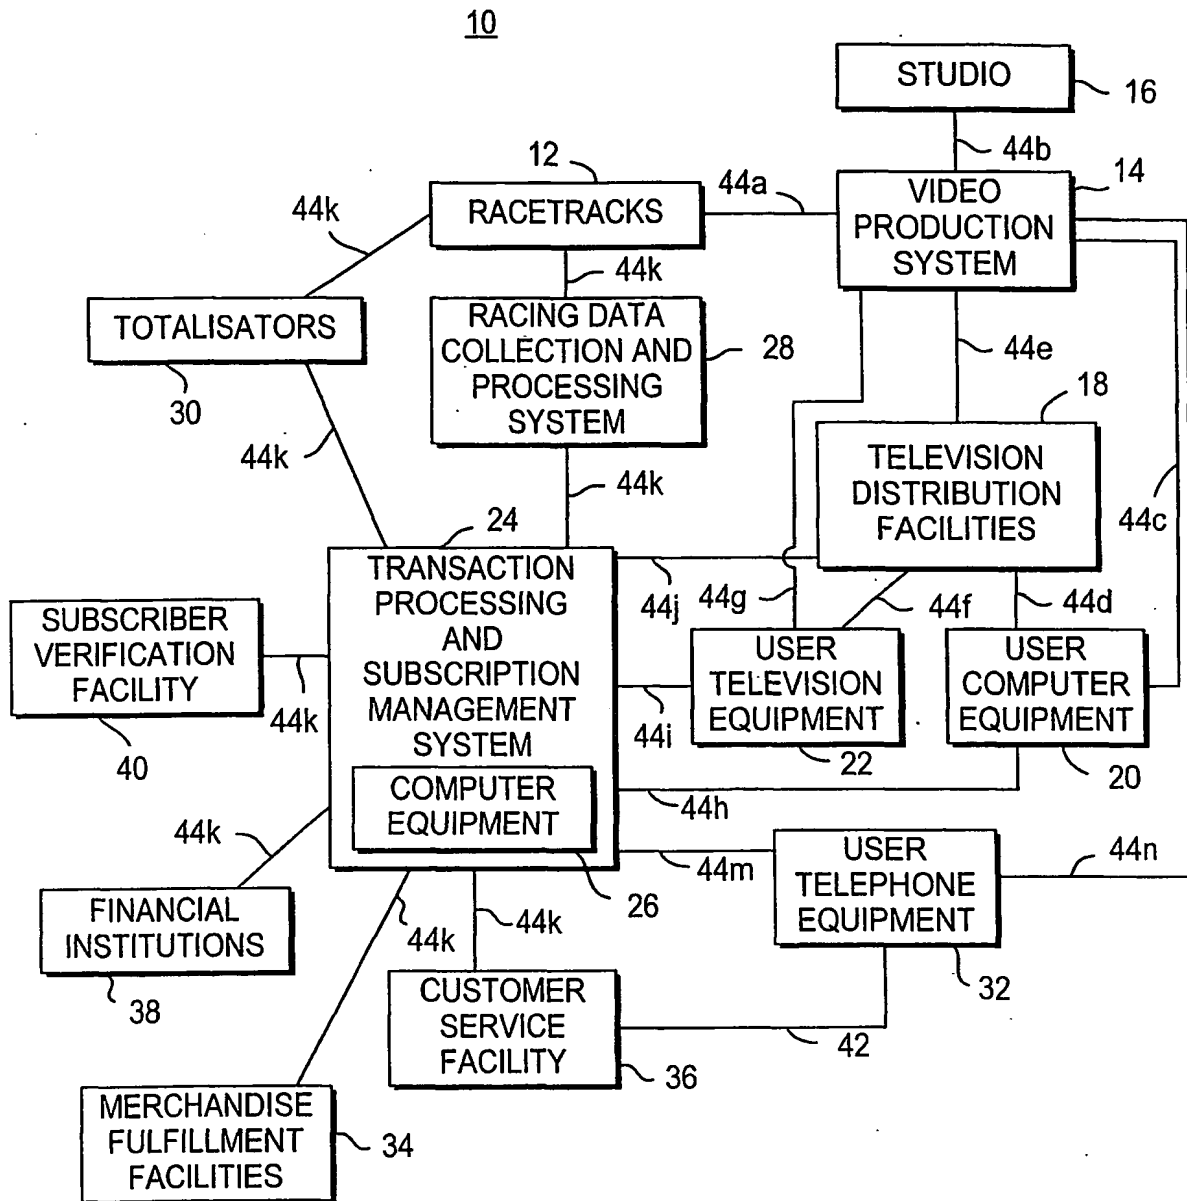 10
STUDIO
16
44b
12
44a
VIDEO
PRODUCTION
SYSTEM
14
RACETRACKS
44k
44k
TOTALISATORS
30
RACING DATA
COLLECTION AND
PROCESSING
SYSTEM
28
44e
18
44k
44k
TELEVISION
DISTRIBUTION
FACILITIES
44c
24
TRANSACTION
PROCESSING
AND
SUBSCRIPTION
MANAGEMENT
SYSTEM
44j
44g
44f
44d
SUBSCRIBER
VERIFICATION
FACILITY
40
44k
USER
TELEVISION
EQUIPMENT
22
44i
USER
COMPUTER
EQUIPMENT
20
COMPUTER
EQUIPMENT
26
44h
44k
44m
USER
TELEPHONE
EQUIPMENT
32
44n
FINANCIAL
INSTITUTIONS
38
44k
44k
CUSTOMER
SERVICE
FACILITY
36
42
MERCHANDISE
FULFILLMENT
FACILITIES
34